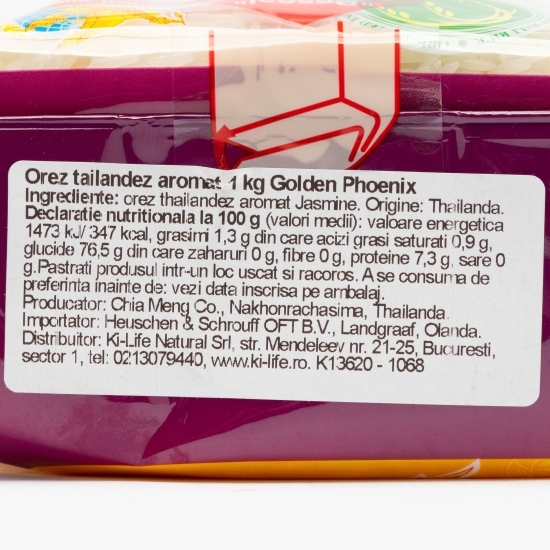 Orez tailandez aromat 1 kg Golden Phoenix
Ingrediente: orez thailandez aromat Jasmine. Origine: Thailanda.
Declaratie nutritionala la 100 g (valori medii): valoare energetica
1473 kJ/ 347 kcal, grasimi 1,3 g din care acizi grasi saturati 0,9 g,
glucide 76,5 g din care zaharuri 0 g, fibre 0 g, proteine 7,3 g, sare 0
g.Pastrati produsul intr-un loc uscat si racoros. A se consuma de
preferinta inainte de: vezi data inscrisa pe ambalaj.
Producator: Chia Meng Co., Nakhonrachasima, Thailanda.
Importator: Heuschen & Schrouff OFT B.V., Landgraaf, Olanda.
Distribuitor: Ki-Life Natural Srl, str. Mendeleev nr. 21-25, Bucuresti,
sector 1, tel: 0213079440, www.ki-life.ro. K13620 - 1068